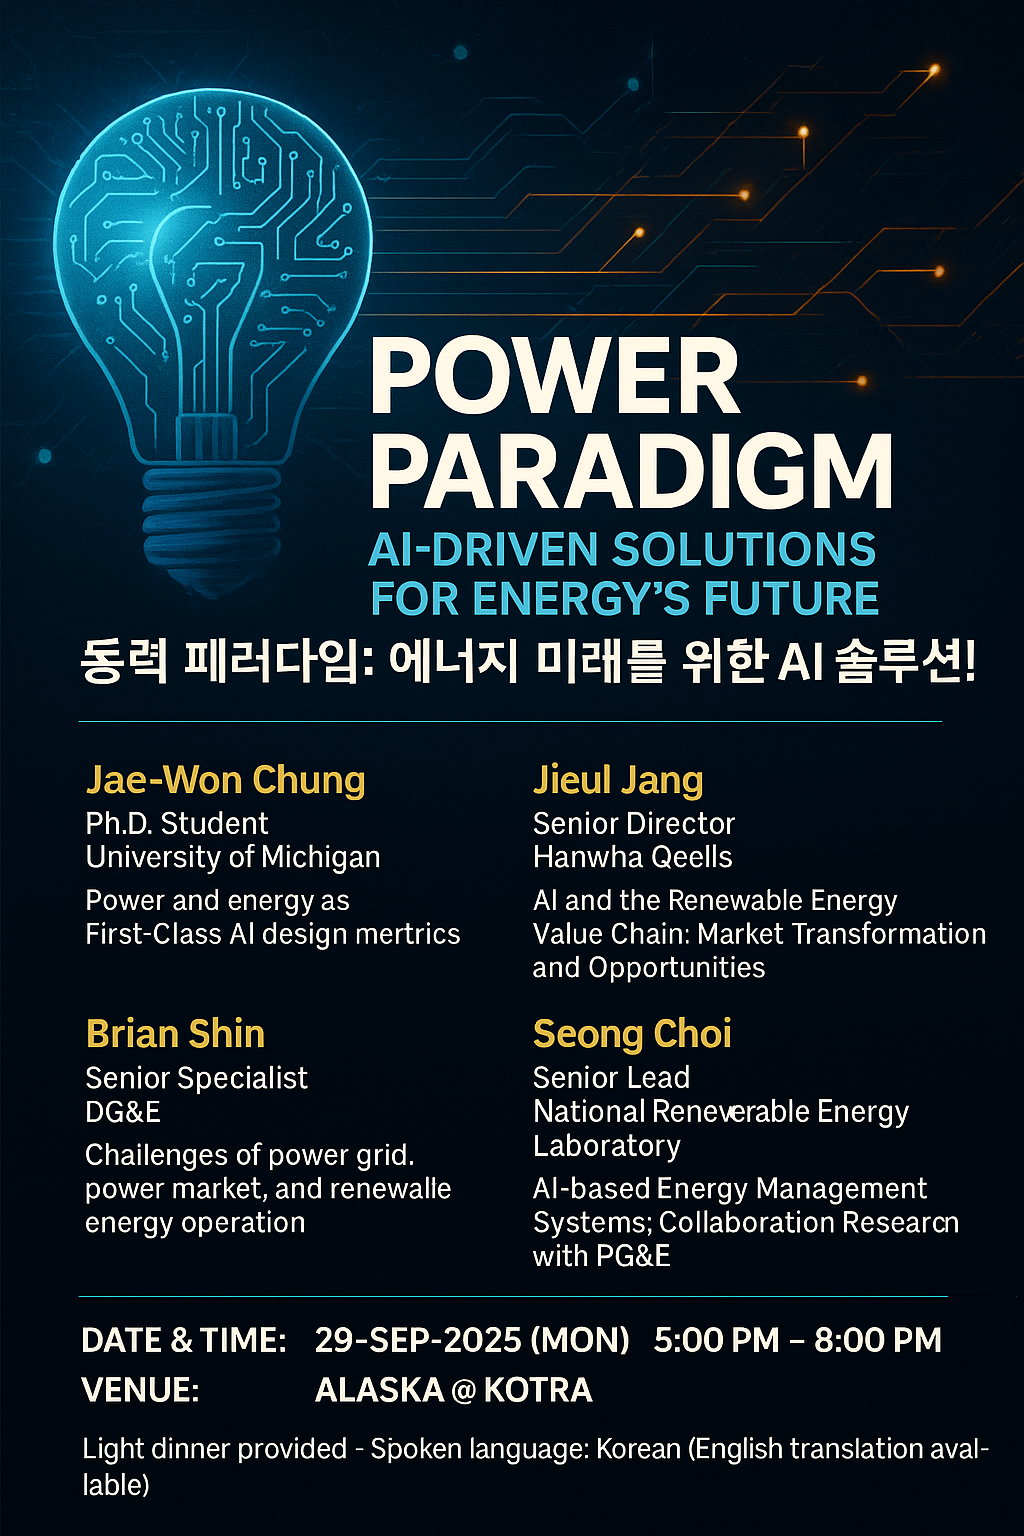 POWER
PARADIGM
AI-DRIVEN SOLUTIONS
FOR ENERGY'S FUTURE
동력 패러다임: 에너지 미래를 위한 AI 솔루션!
Jae-Won Chung
Ph.D. Student
University of Michigan
Power and energy as
First-Class AI design mertrics
Jieul Jang
Senior Director
Hanwha Qeells
AI and the Renewable Energy
Value Chain: Market Transformation
and Opportunities
Brian Shin
Senior Specialist
DG&E
Chailenges of power grid.
power market, and renewalle
energy operation
Seong Choi
Senior Lead
National Reneverable Energy
Laboratory
AI-based Energy Management
Systems; Collaboration Research
with PG&E
DATE & TIME: 29-SEP-2025 (MON) 5:00 PM – 8:00 PM
VENUE: ALASKA @ KOTRA
Light dinner provided - Spoken language: Korean (English translation aval-
lable)